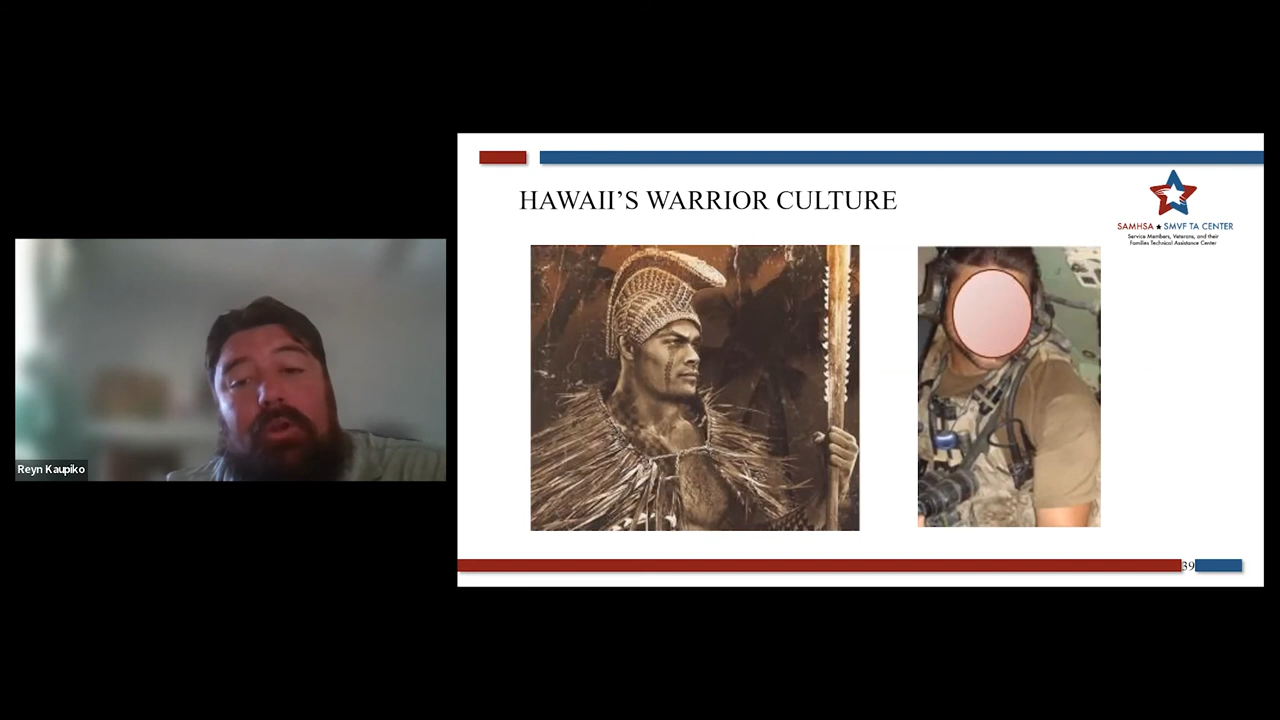 HAWAII’S WARRIOR CULTURE
SAMHSA ★ SMVF TA CENTER
Service Members, Veterans, and their
Families Technical Assistance Center
Reyn Kaupiko
39